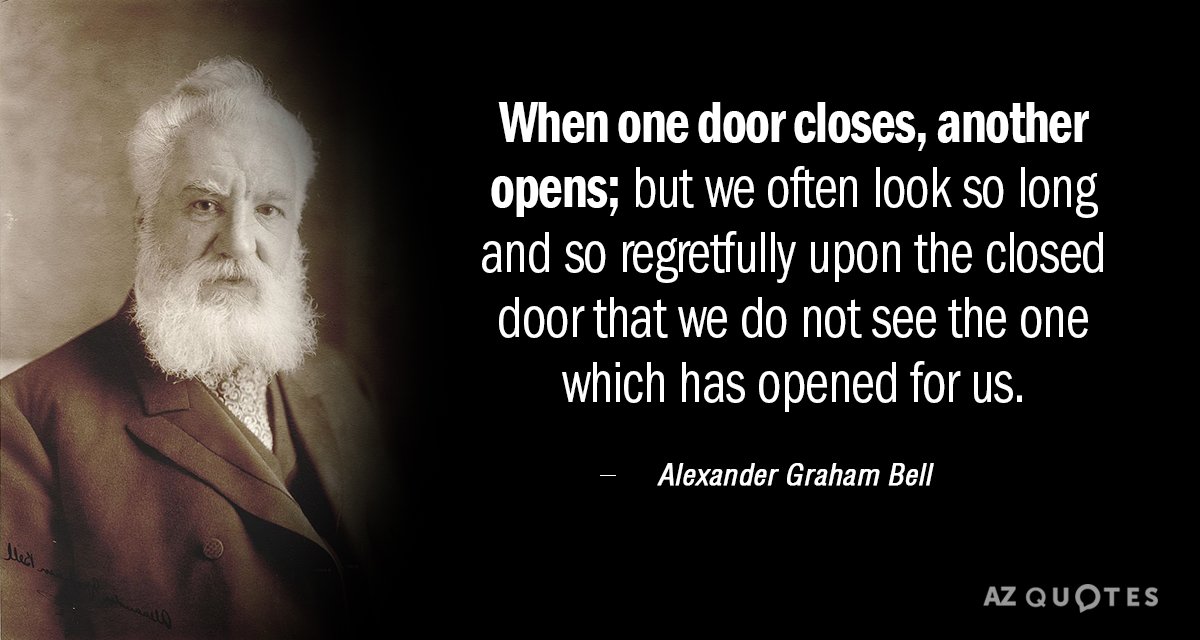 When one door closes, another
opens; but we often look so long
and so regretfully upon the closed
door that we do not see the one
which has opened for us.
— Alexander Graham Bell
AZ QUOTES